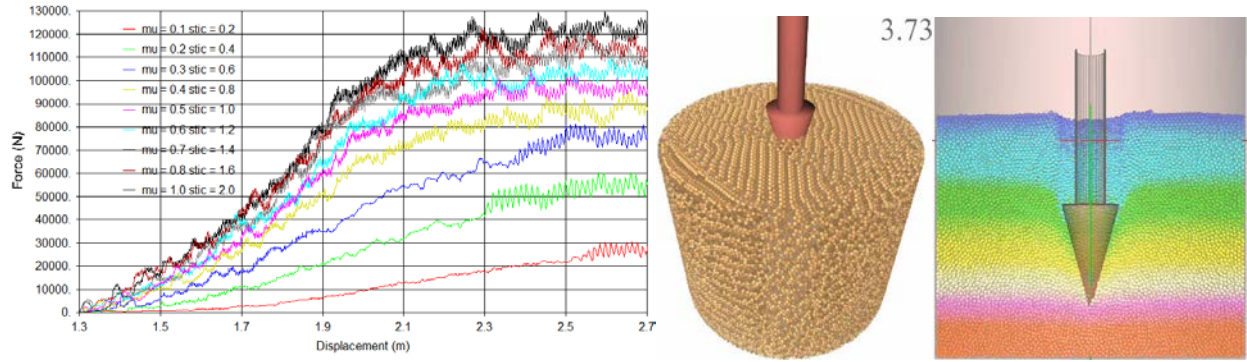 130000.
120000.
110000.
100000.
90000.
80000.
70000.
60000.
50000.
40000.
30000.
20000.
10000.
0.
Force (N)
mu = 0.1 stic = 0.2
mu = 0.2 stic = 0.4
mu = 0.3 stic = 0.6
mu = 0.4 stic = 0.8
mu = 0.5 stic = 1.0
mu = 0.6 stic = 1.2
mu = 0.7 stic = 1.4
mu = 0.8 stic = 1.6
mu = 1.0 stic = 2.0
1.3 1.5 1.7 1.9 2.1 2.3 2.5 2.7
Displacement (m)
3.73